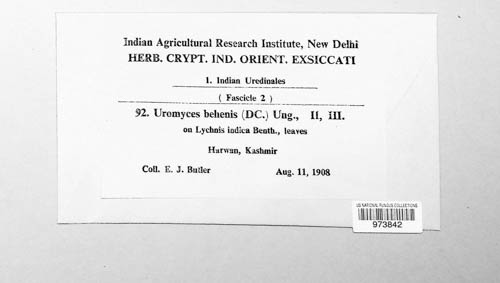 Indian Agricultural Research Institute, New Delhi
HERB. CRYPT. IND. ORIENT. EXSICCATI
1. Indian Uredinales
( Fascicle 2 )
92. Uromyces behenis (DC.) Ung., II, III.
on Lychnis indica Benth., leaves
Harwan, Kashmir
Coll. E. J. Butler Aug. 11, 1908
US NATIONAL FUNGUS COLLECTIONS
973842